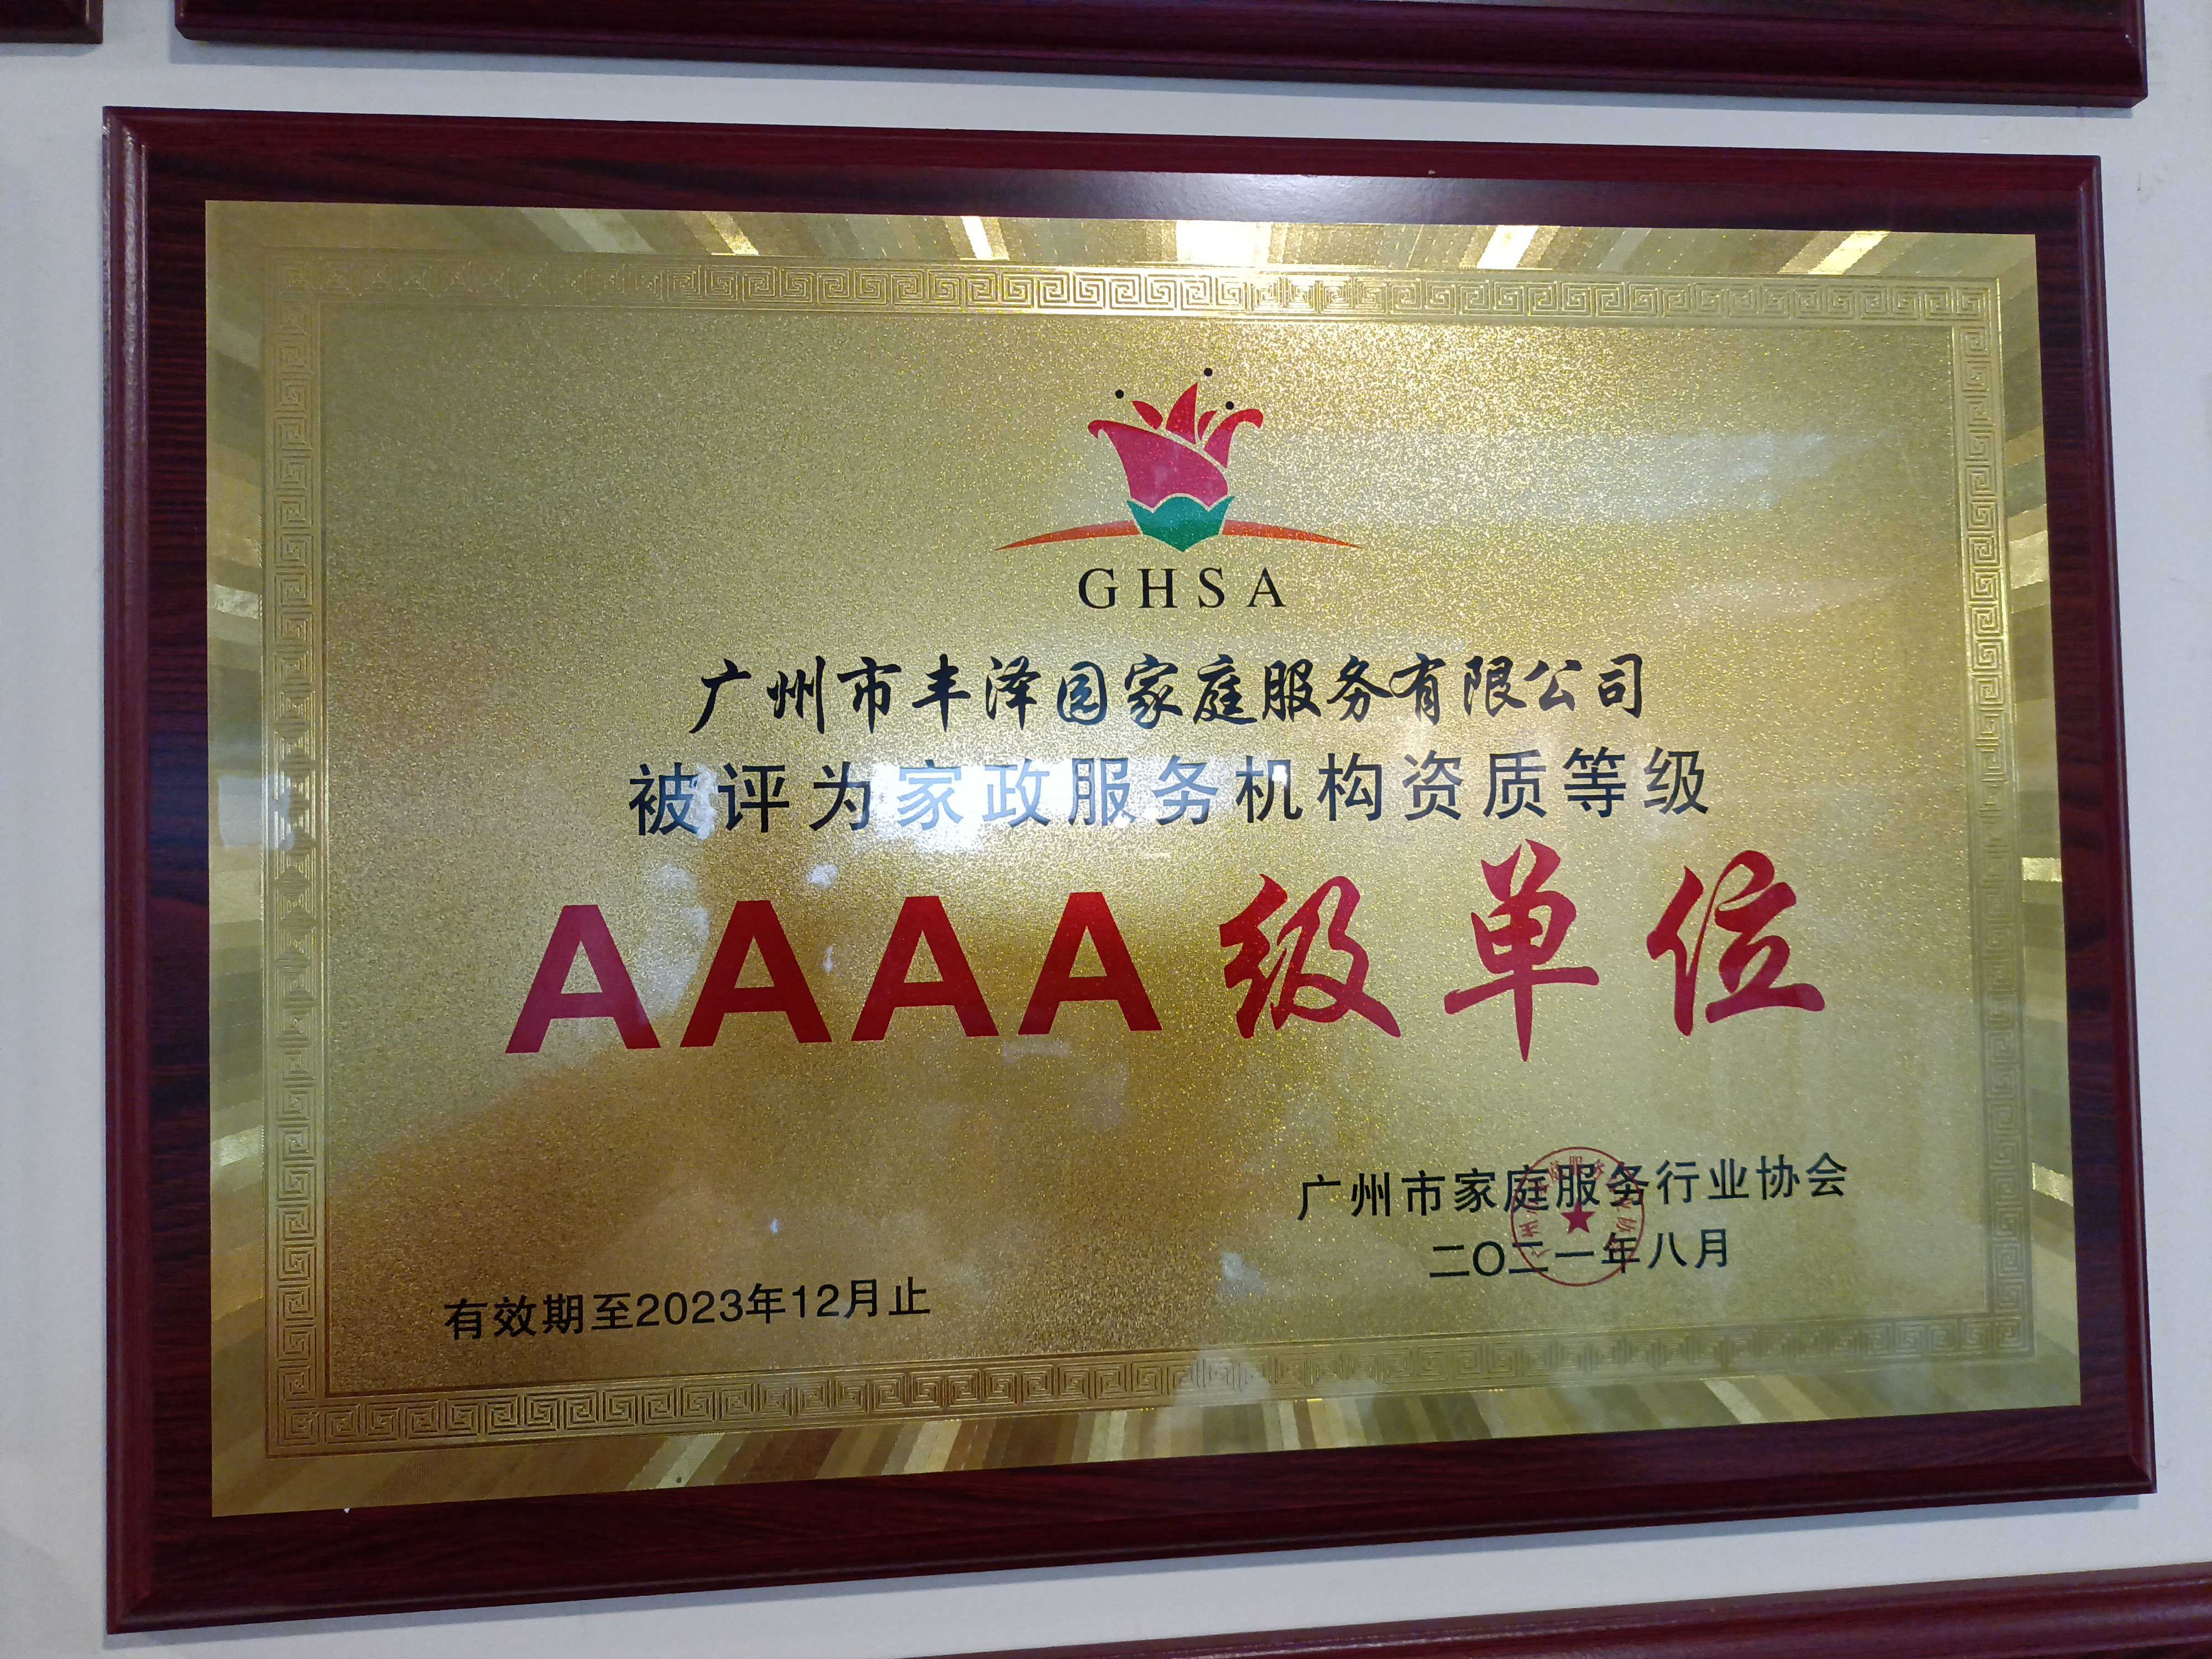 GHSA
广州市丰泽园家庭服务有限公司
被评为家政服务机构资质等级
AAAA级单位
广州市家庭服务行业协会
二〇二一年八月
有效期至2023年12月止